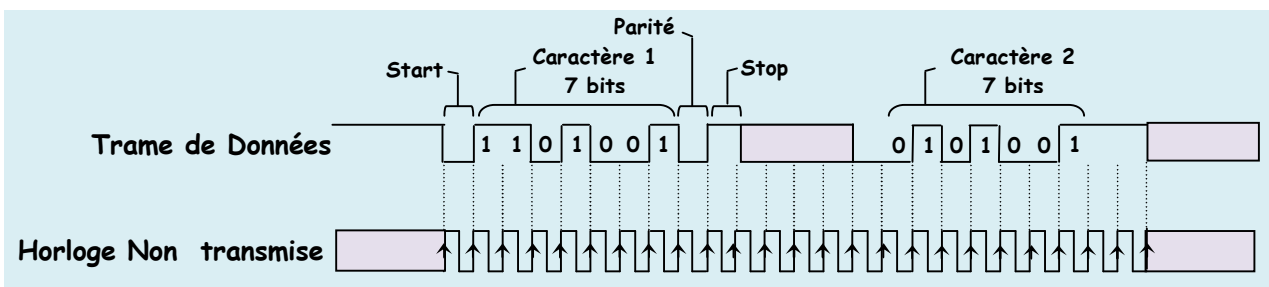 Parité
Start
Caractère 1
7 bits
Stop
Caractère 2
7 bits
Trame de Données
1 1 0 1 0 0 1
0 1 0 1 0 0 1
Horloge Non transmise